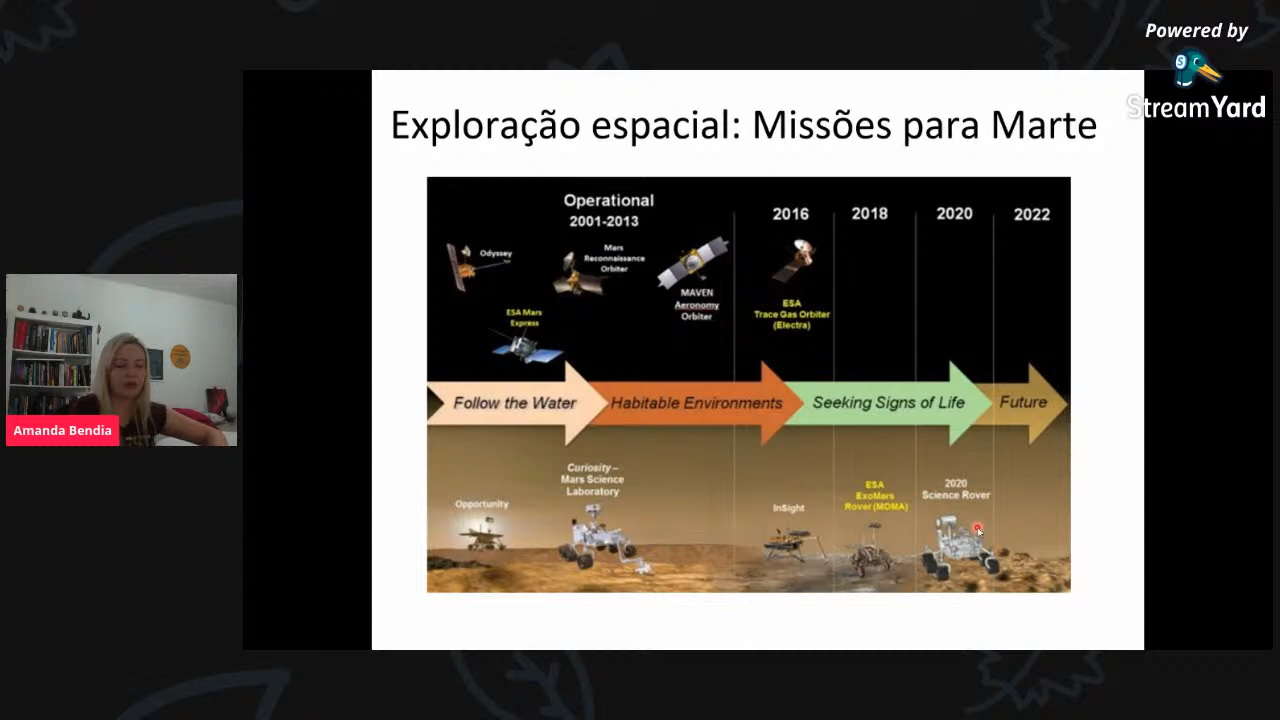 Powered by
StreamYard
Exploração espacial: Missões para Marte
Operational
2001-2013
2016
2018
2020
2022
Odyssey
Mars
Reconnaissance
Orbiter
MAVEN
Aeronomy
Orbiter
ESA Mars
Express
ESA
Trace Gas Orbiter
(Electra)
Follow the Water
Habitable Environments
Seeking Signs of Life
Future
Opportunity
Curiosity –
Mars Science
Laboratory
InSight
ESA
ExoMars
Rover (MOMA)
2020
Science Rover
Amanda Bendia